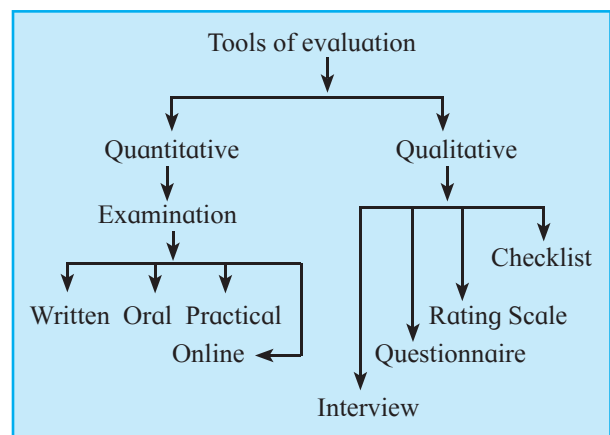 Tools of evaluation
Quantitative Qualitative
Examination
Checklist
Written Oral Practical Rating Scale
Online Questionnaire
Interview